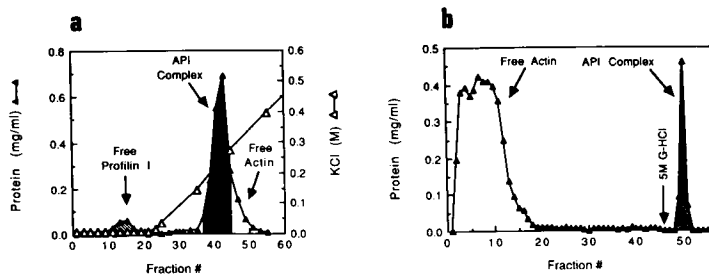 a
b
Protein (mg/ml)
0.8
0.6
0.4
0.2
0.0
API
Complex
Free
Profilin I
Free
Actin
0.6
0.5
0.4
0.3
0.2
0.1
0.0
KCl (M)
0 10 20 30 40 50 60
Fraction #
Protein (mg/ml)
0.5
0.4
0.3
0.2
0.1
0.0
Free Actin
API Complex
5M G-HCl
0 10 20 30 40 50 60
Fraction #